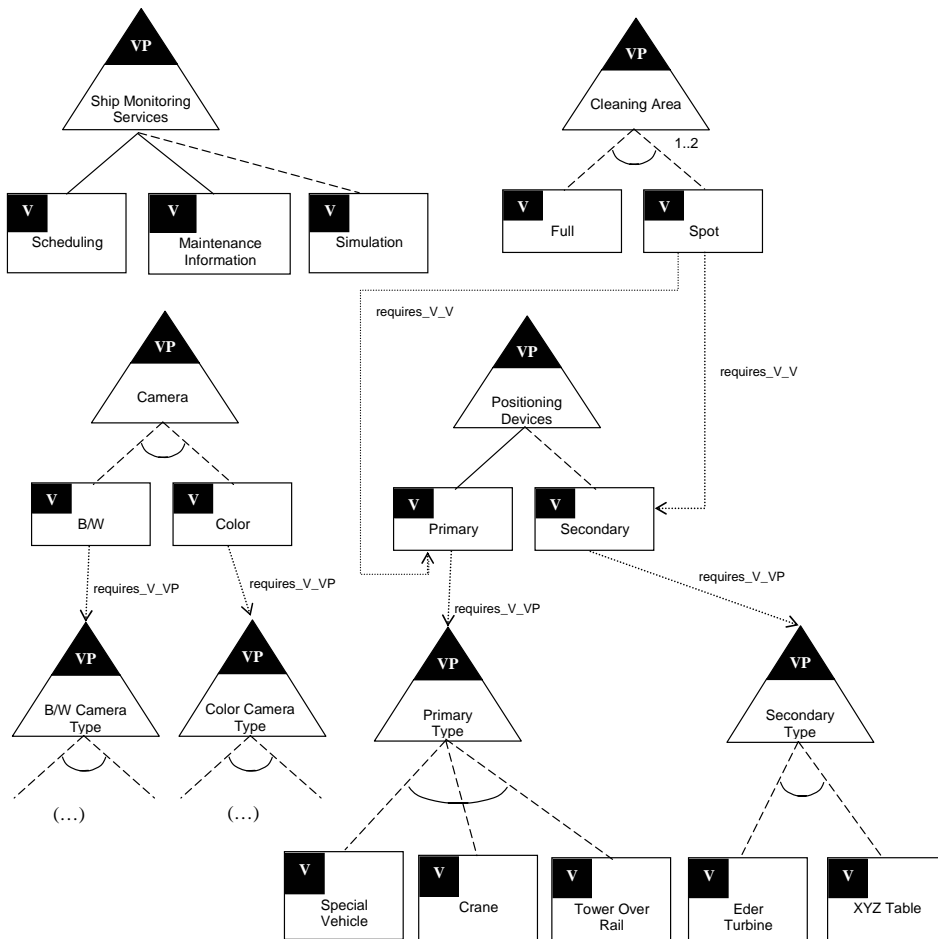 VP
Ship Monitoring
Services
VP
Cleaning Area
1..2
V
Scheduling
V
Maintenance
Information
V
Simulation
V
Full
V
Spot
requires_V_V
requires_V_V
VP
Camera
VP
Positioning
Devices
V
B/W
V
Color
V
Primary
V
Secondary
requires_V_VP
requires_V_VP
requires_V_VP
requires_V_VP
VP
B/W Camera
Type
VP
Color Camera
Type
VP
Primary
Type
VP
Secondary
Type
(...)
(...)
V
Special
Vehicle
V
Crane
V
Tower Over
Rail
V
Eder
Turbine
V
XYZ Table